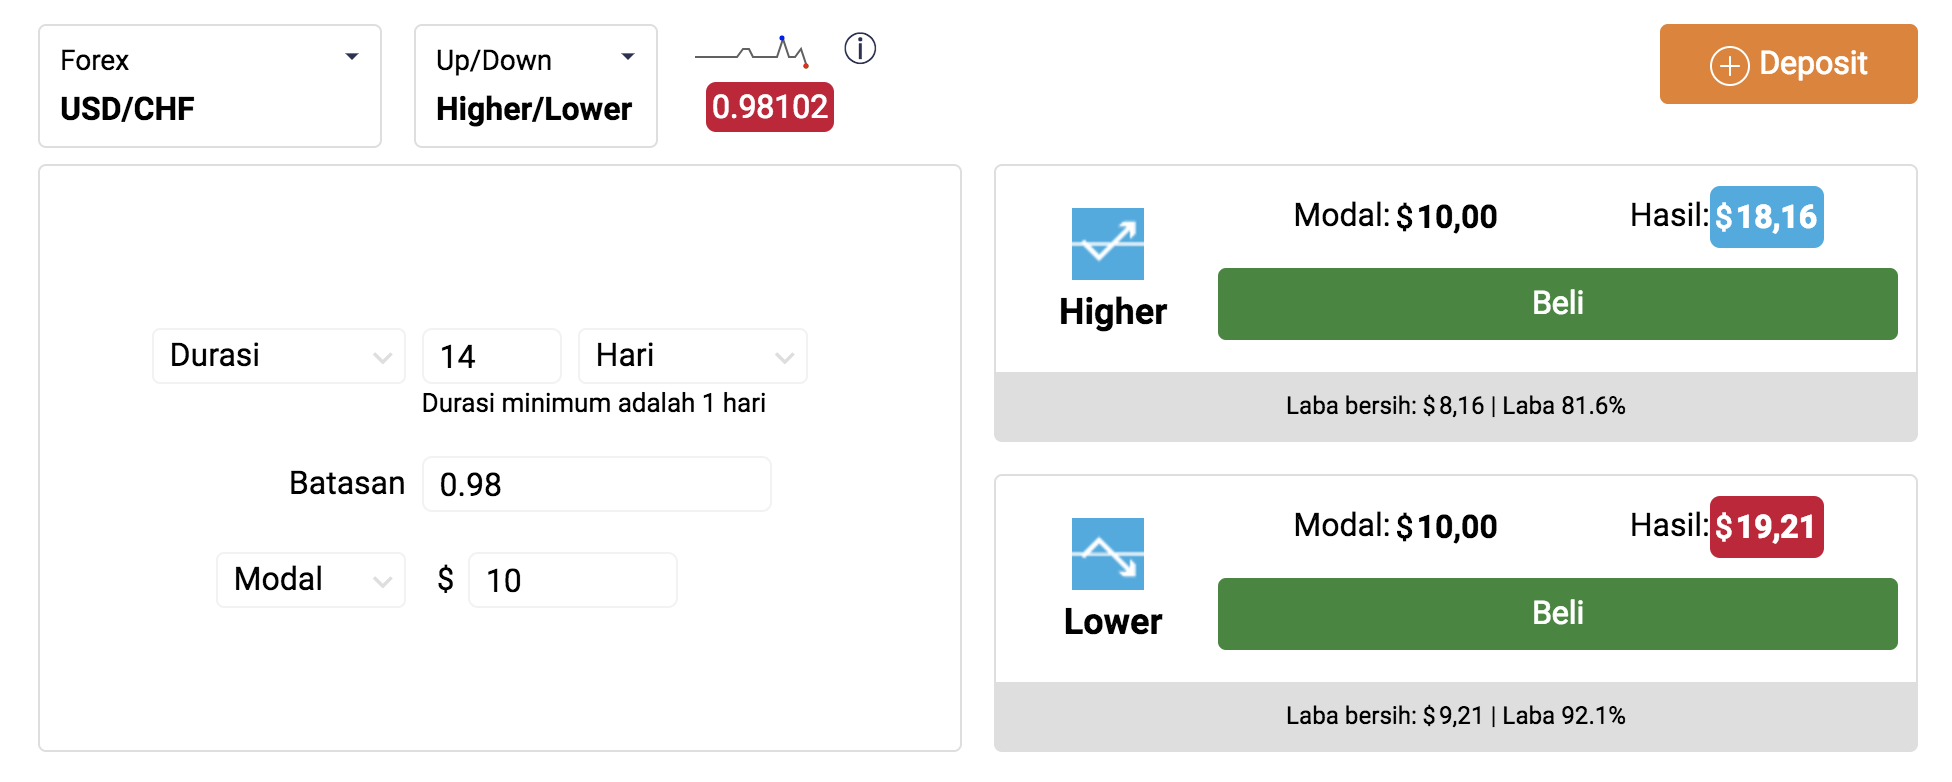 Forex
USD/CHF
Up/Down
Higher/Lower
0.98102
Deposit
Durasi 14 Hari
Durasi minimum adalah 1 hari
Batasan 0.98
Modal $ 10
Higher
Modal: $10,00 Hasil: $18,16
Beli
Laba bersih: $8,16 | Laba 81.6%
Lower
Modal: $10,00 Hasil: $19,21
Beli
Laba bersih: $9,21 | Laba 92.1%